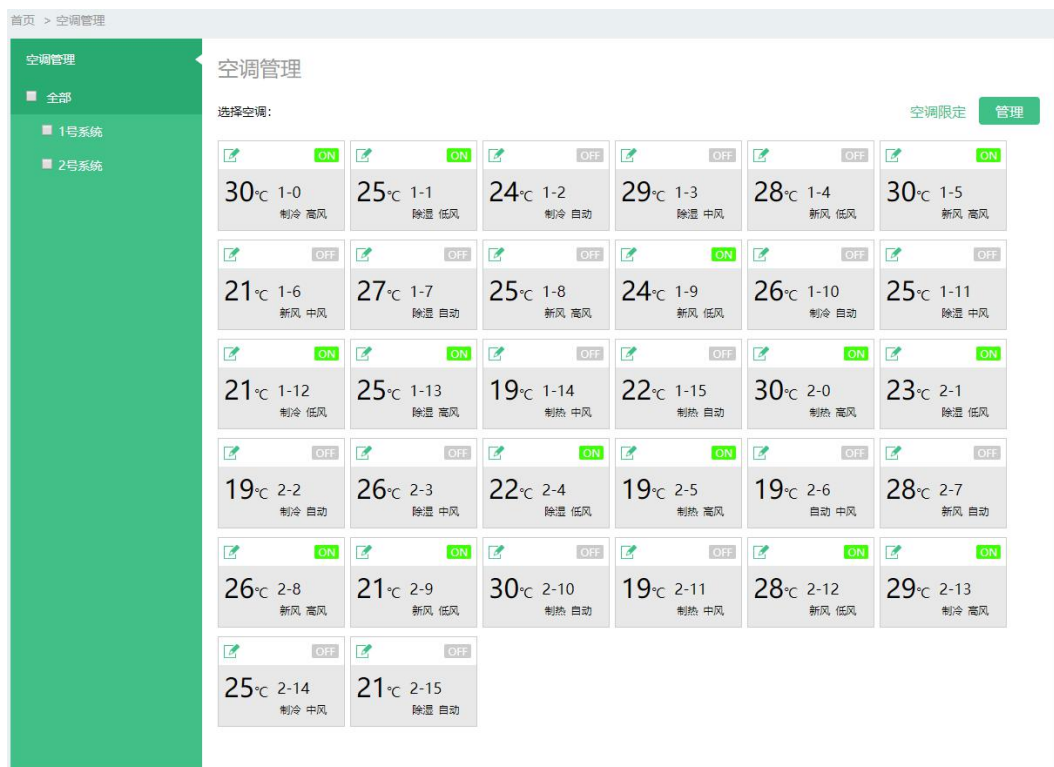 首页 > 空调管理
空调管理
全部
1号系统
2号系统
空调管理
选择空调:
空调限定 管理
ON ON OFF OFF OFF ON
30℃ 1-0 25℃ 1-1 24℃ 1-2 29℃ 1-3 28℃ 1-4 30℃ 1-5
制冷 高风 除湿 低风 制冷 自动 除湿 中风 新风 低风 新风 高风
OFF OFF OFF ON OFF OFF
21℃ 1-6 27℃ 1-7 25℃ 1-8 24℃ 1-9 26℃ 1-10 25℃ 1-11
新风 中风 除湿 自动 新风 高风 新风 低风 制冷 自动 除湿 中风
ON ON OFF OFF ON ON
21℃ 1-12 25℃ 1-13 19℃ 1-14 22℃ 1-15 30℃ 2-0 23℃ 2-1
制冷 低风 除湿 高风 制热 中风 制热 自动 制热 高风 除湿 低风
OFF OFF ON ON OFF OFF
19℃ 2-2 26℃ 2-3 22℃ 2-4 19℃ 2-5 19℃ 2-6 28℃ 2-7
制冷 自动 除湿 中风 除湿 低风 制热 高风 自动 中风 新风 自动
ON ON OFF OFF ON ON
26℃ 2-8 21℃ 2-9 30℃ 2-10 19℃ 2-11 28℃ 2-12 29℃ 2-13
新风 高风 新风 低风 制热 自动 制热 中风 新风 低风 制冷 高风
OFF OFF
25℃ 2-14 21℃ 2-15
制冷 中风 除湿 自动